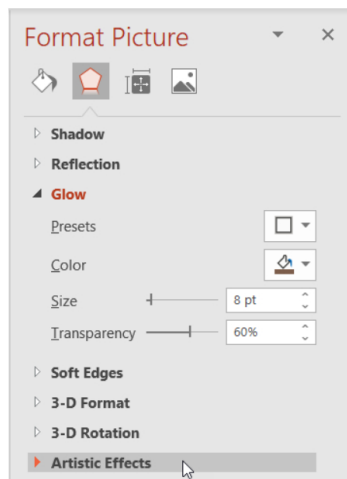 Format Picture
Shadow
Reflection
Glow
Presets
Color
Size 8 pt
Transparency 60%
Soft Edges
3-D Format
3-D Rotation
Artistic Effects